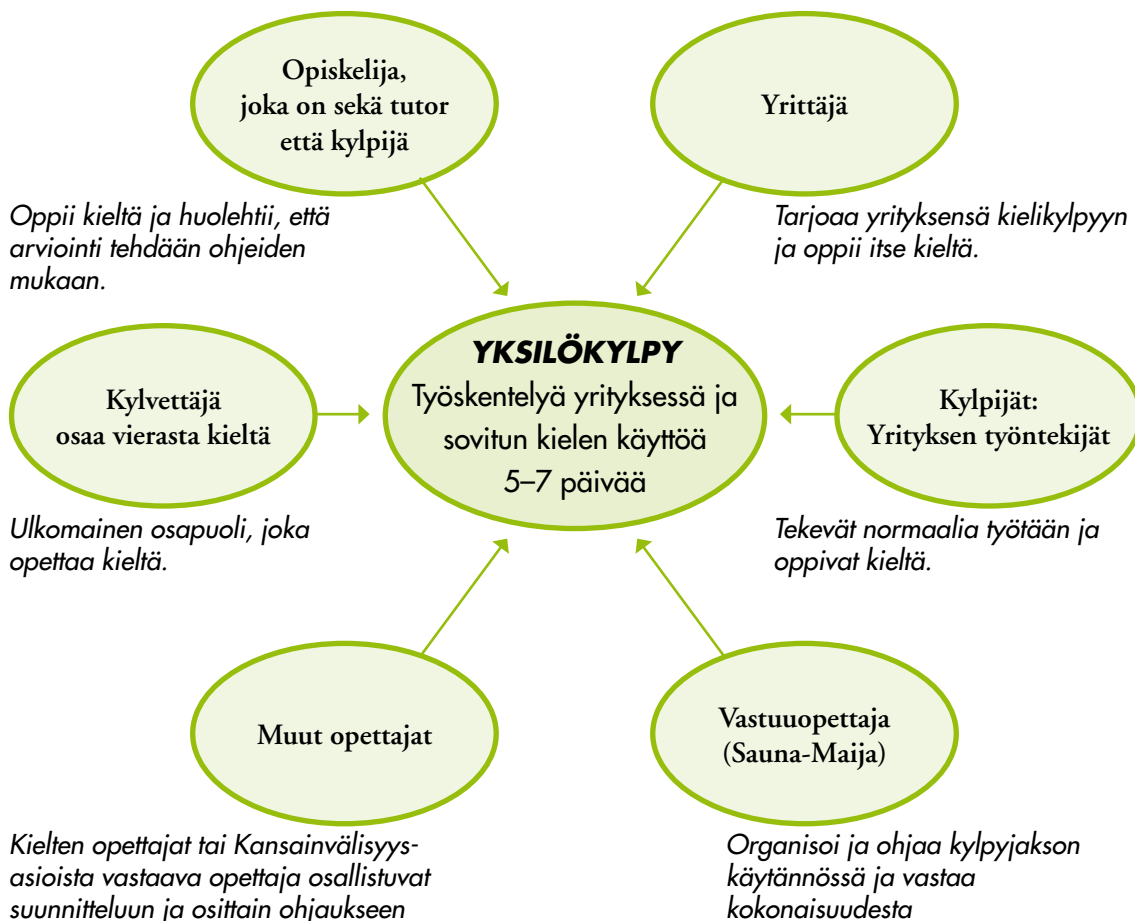 Opiskelija,
joka on sekä tutor
että kylpijä
Yrittäjä
Oppii kieltä ja huolehtii, että
arviointi tehdään ohjeiden
mukaan.
Tarjoaa yrityksensä kielikylpyyn
ja oppii itse kieltä.
YKSILÖKYLPY
Työskentelyä yrityksessä ja
sovitun kielen käyttöä
5–7 päivää
Kylvettäjä
osaa vierasta kieltä
Kylpijät:
Yrityksen työntekijät
Ulkomainen osapuoli, joka
opettaa kieltä.
Tekevät normaalia työtään ja
oppivat kieltä.
Muut opettajat
Vastuuopettaja
(Sauna-Maija)
Kielten opettajat tai Kansainvälisyys-
asioista vastaava opettaja osallistuvat
suunnitteluun ja osittain ohjaukseen
Organisoi ja ohjaa kylpyjakson
käytännössä ja vastaa
kokonaisuudesta